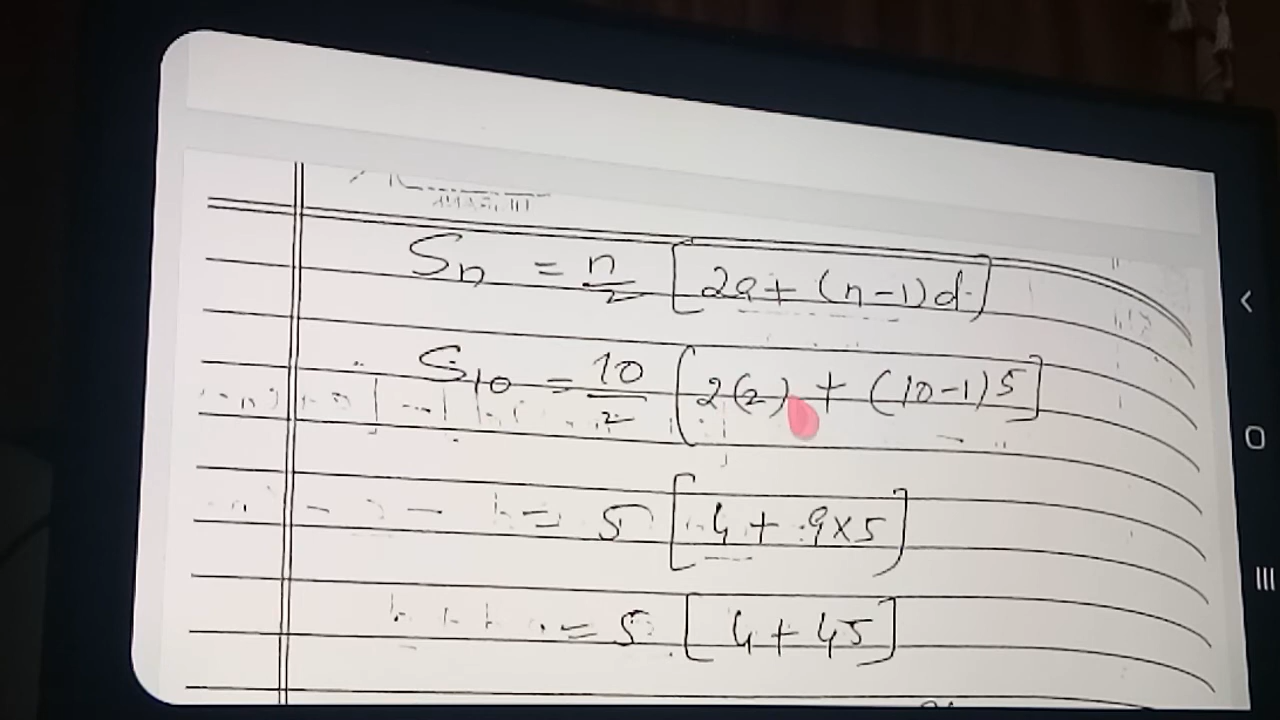 Sn = n/2 [2a + (n-1)d]
S10 = 10/2 [2(2) + (10-1)5]
= 5 [4 + 9x5]
= 5 [4 + 45]